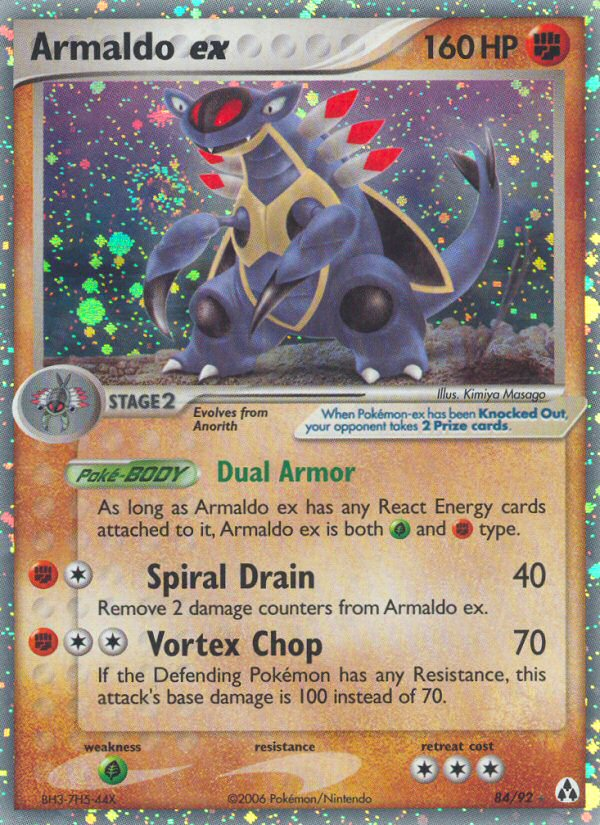 Armaldo ex 160 HP
Illus. Kimiya Masago
STAGE 2
Evolves from
Anorith
When Pokémon-ex has been Knocked Out,
your opponent takes 2 Prize cards.
Poké-BODY Dual Armor
As long as Armaldo ex has any React Energy cards
attached to it, Armaldo ex is both and type.
Spiral Drain 40
Remove 2 damage counters from Armaldo ex.
Vortex Chop 70
If the Defending Pokémon has any Resistance, this
attack's base damage is 100 instead of 70.
weakness resistance retreat cost
BH3-7H5-44X ©2006 Pokémon/Nintendo 84/92